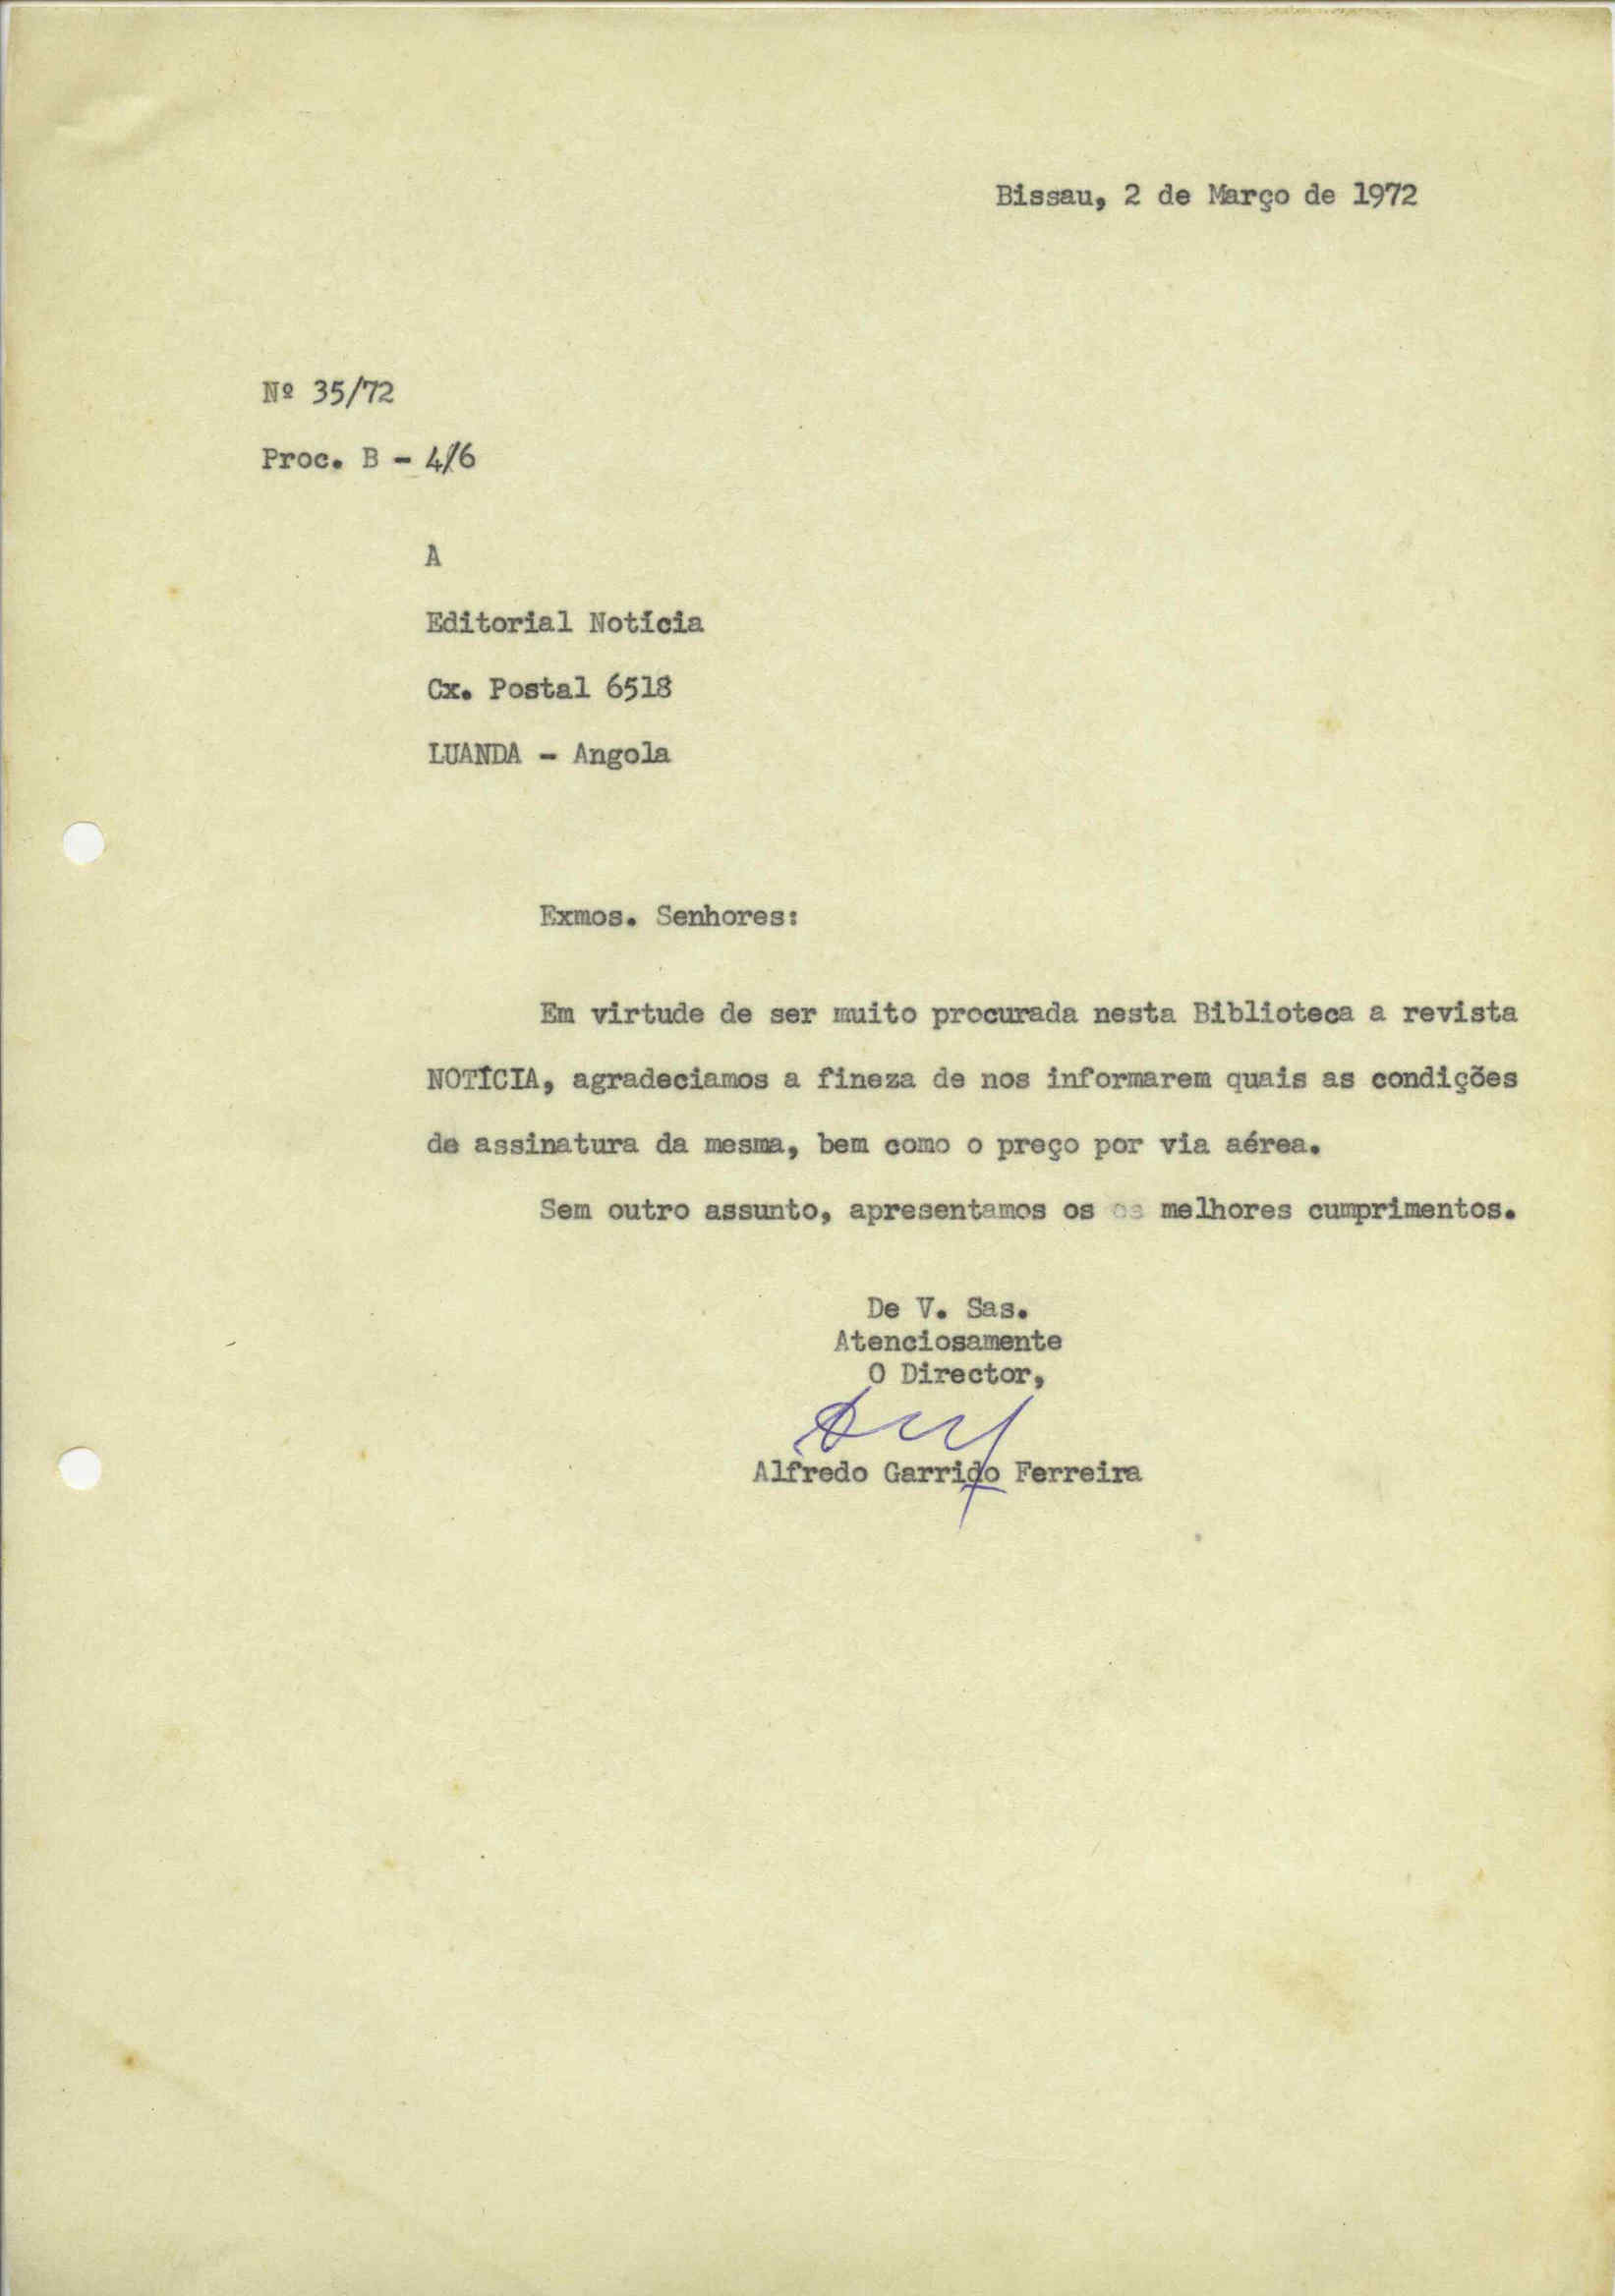 Bissau, 2 de Março de 1972
Nº 35/72
Proc. B - 4/6
A
Editorial Notícia
Cx. Postal 6518
LUANDA - Angola
Exmos. Senhores:
Em virtude de ser muito procurada nesta Biblioteca a revista
NOTÍCIA, agradeciamos a fineza de nos informarem quais as condições
de assinatura da mesma, bem como o preço por via aérea.
Sem outro assunto, apresentamos os os melhores cumprimentos.
De V. Sas.
Atenciosamente
O Director,
Alfredo Garrido Ferreira